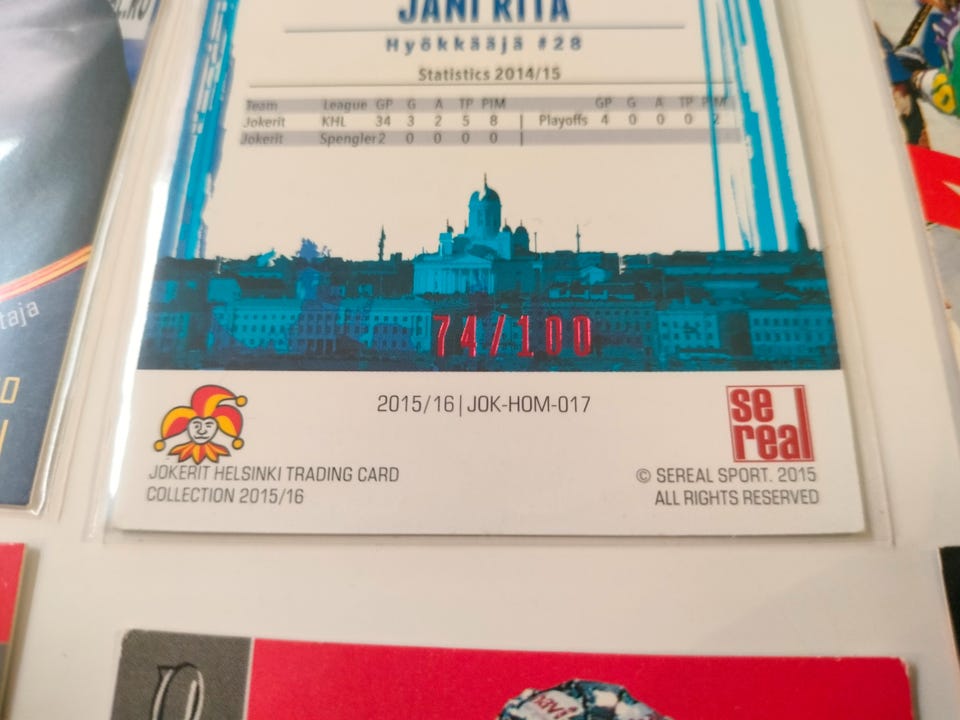 JANI RITA
Hyökkääjä #28
Statistics 2014/15
Team League GP G A TP PIM GP G A TP PIM
Jokerit KHL 34 3 2 5 8 Playoffs 4 0 0 0 2
Jokerit Spengler 2 0 0 0 0
74/100
2015/16 | JOK-HOM-017
se
real
JOKERIT HELSINKI TRADING CARD
COLLECTION 2015/16
© SEREAL SPORT. 2015
ALL RIGHTS RESERVED
taja